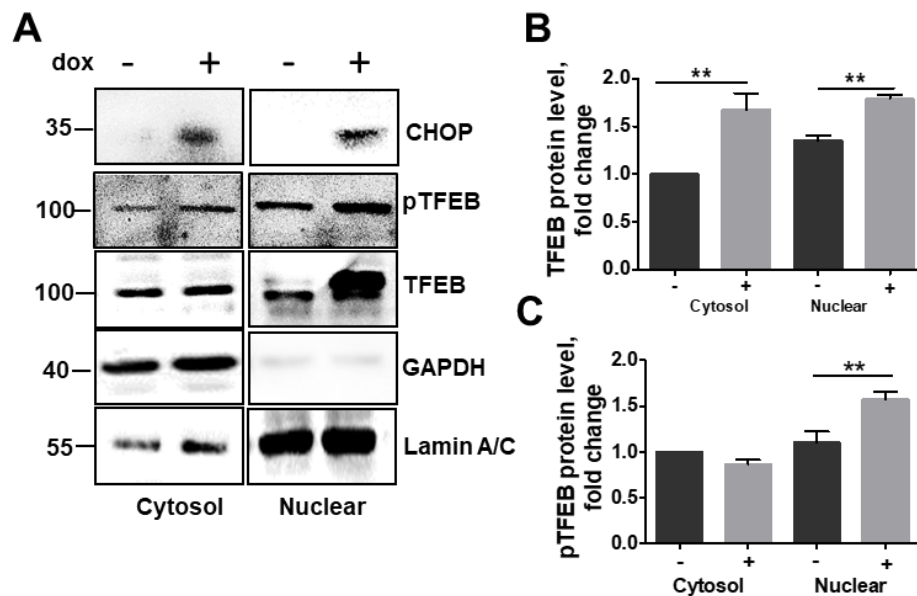 A
dox - + - +
35 CHOP
100 pTFEB
100 TFEB
40 GAPDH
55 Lamin A/C
Cytosol Nuclear
B
TFEB protein level,
fold change
2.0
1.5
1.0
0.5
0.0
** **
- + - +
Cytosol Nuclear
C
pTFEB protein level,
fold change
2.0
1.5
1.0
0.5
0.0
**
- + - +
Cytosol Nuclear